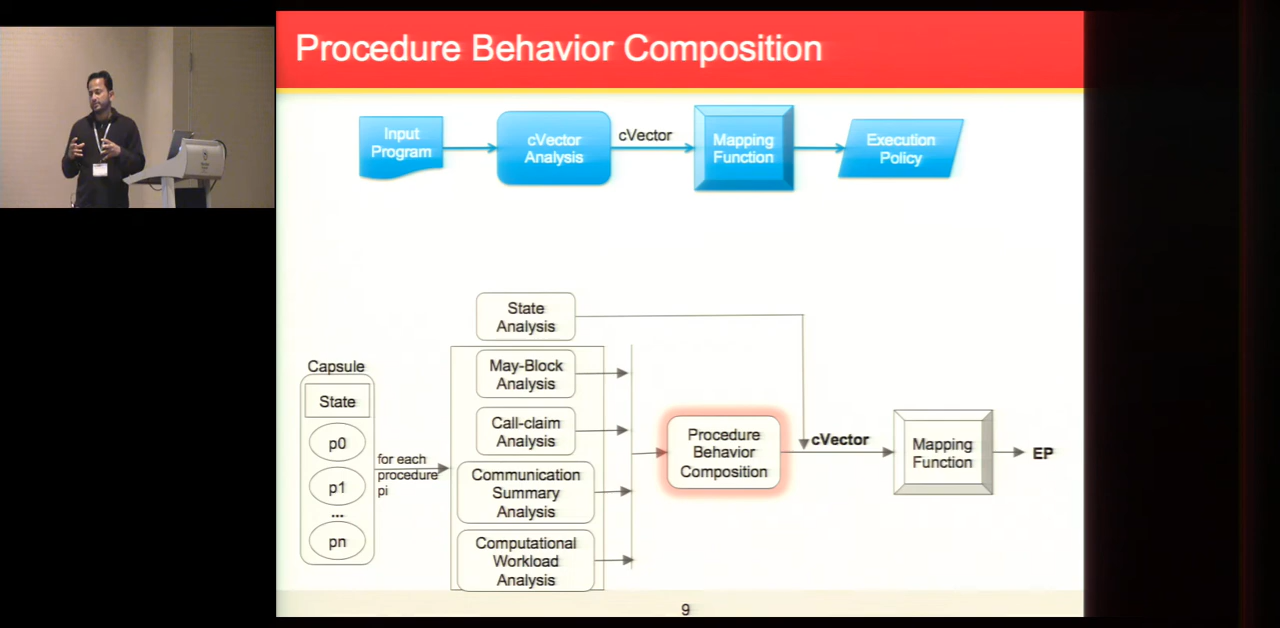 Procedure Behavior Composition
Input
Program
cVector
Analysis
cVector
Mapping
Function
Execution
Policy
State
Analysis
May-Block
Analysis
Call-claim
Analysis
Communication
Summary
Analysis
Computational
Workload
Analysis
Capsule
State
p0
p1
...
pn
for each
procedure
pi
Procedure
Behavior
Composition
cVector
Mapping
Function
EP
9